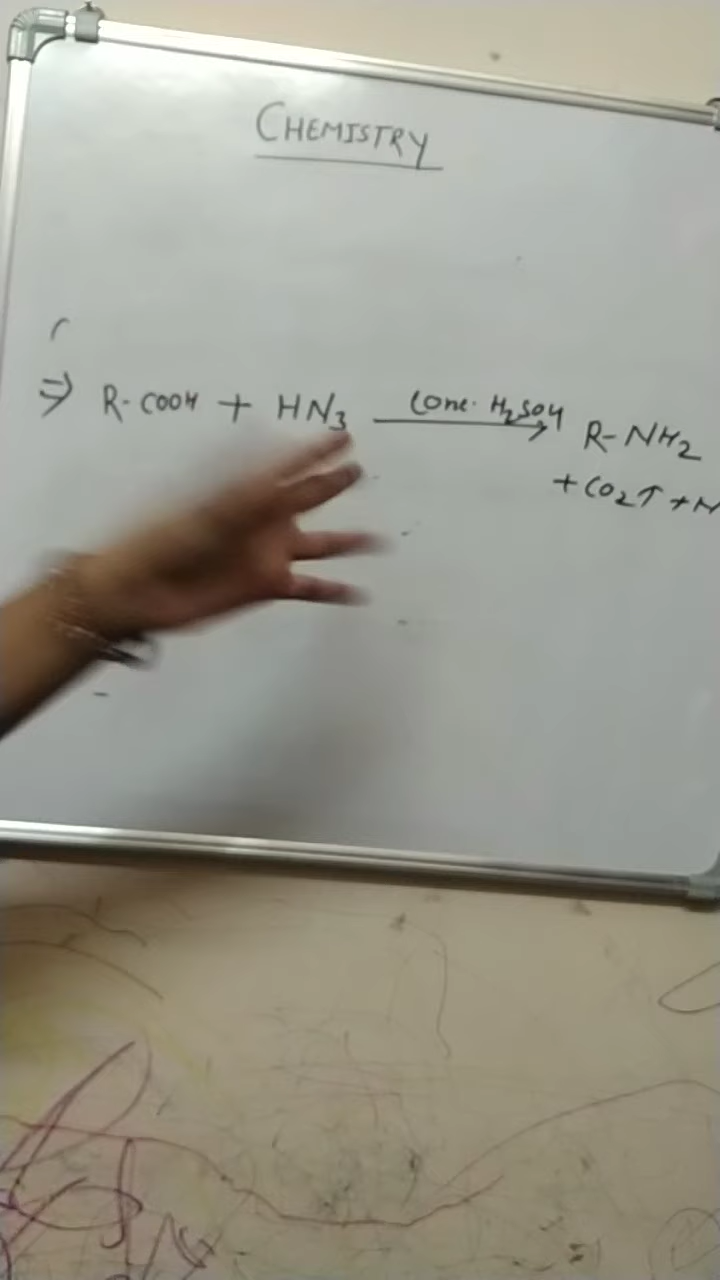 CHEMISTRY
⇒ R-COOH + HN3 ⟶ Conc. H2SO4 R-NH2
+ CO2↑ + N